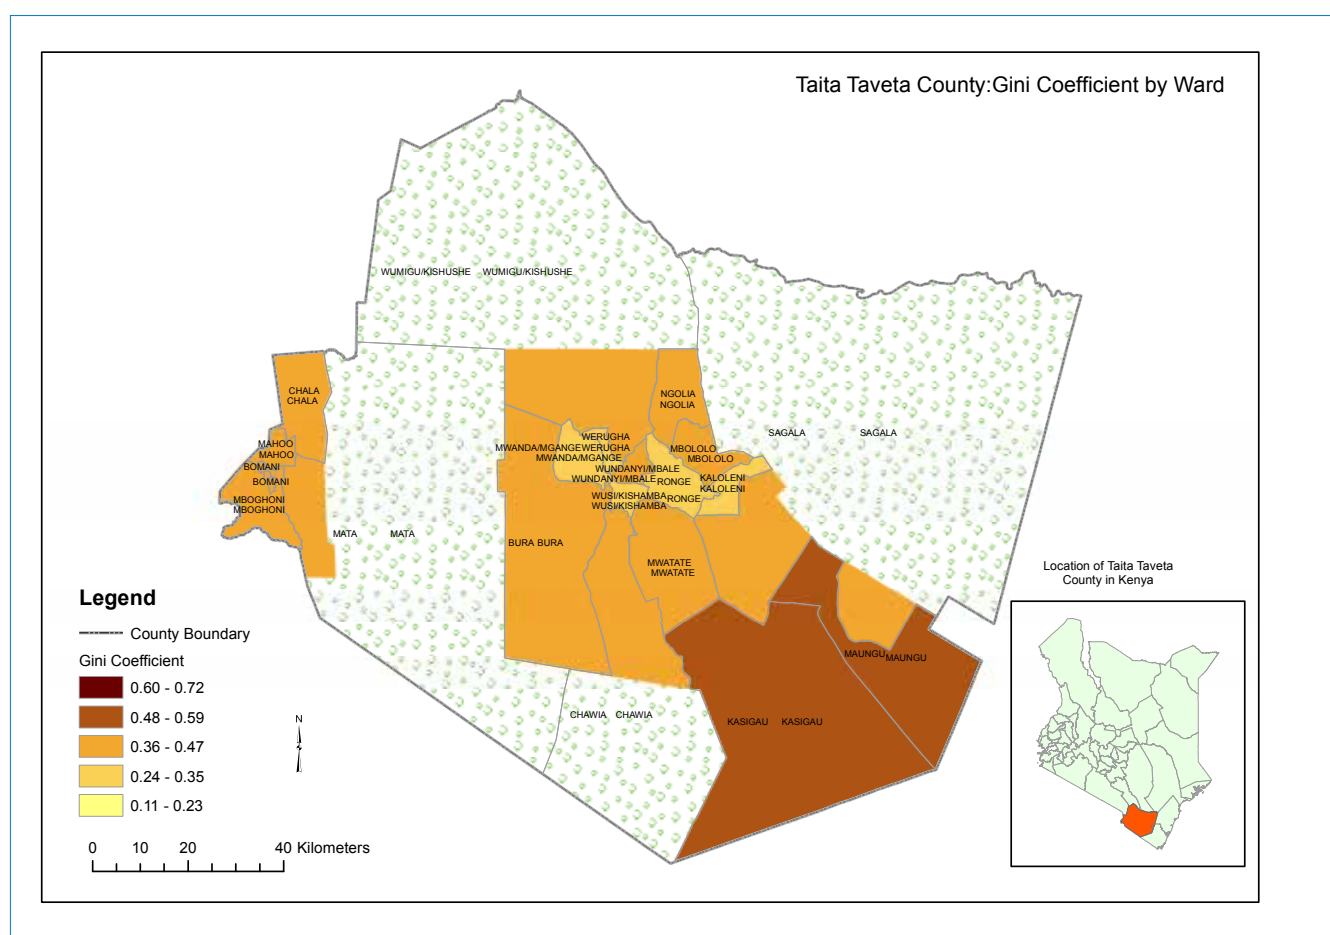 Taita Taveta County:Gini Coefficient by Ward
WUMIGU/KISHUSHE WUMIGU/KISHUSHE
CHALA
CHALA
NGOLIA
NGOLIA
SAGALA SAGALA
WERUGHA
MAHOO
MWANDA/MGANGE
WERUGHA
MBOLOLO
MAHOO
MWANDA/MGANGE
MBOLOLO
BOMANI
WUNDANYI/MBALE
BOMANI
WUNDANYI/MBALE
RONGE
KALOLENI
KALOLENI
MBOGHONI
MBOGHONI
WUSI/KISHAMBA
RONGE
WUSI/KISHAMBA
MATA MATA
BURA BURA
MWATATE
MWATATE
MAUNGU MAUNGU
CHAWIA CHAWIA
KASIGAU KASIGAU
Location of Taita Taveta
County in Kenya
Legend
County Boundary
Gini Coefficient
0.60 - 0.72
0.48 - 0.59
0.36 - 0.47
0.24 - 0.35
0.11 - 0.23
N
0 10 20 40 Kilometers